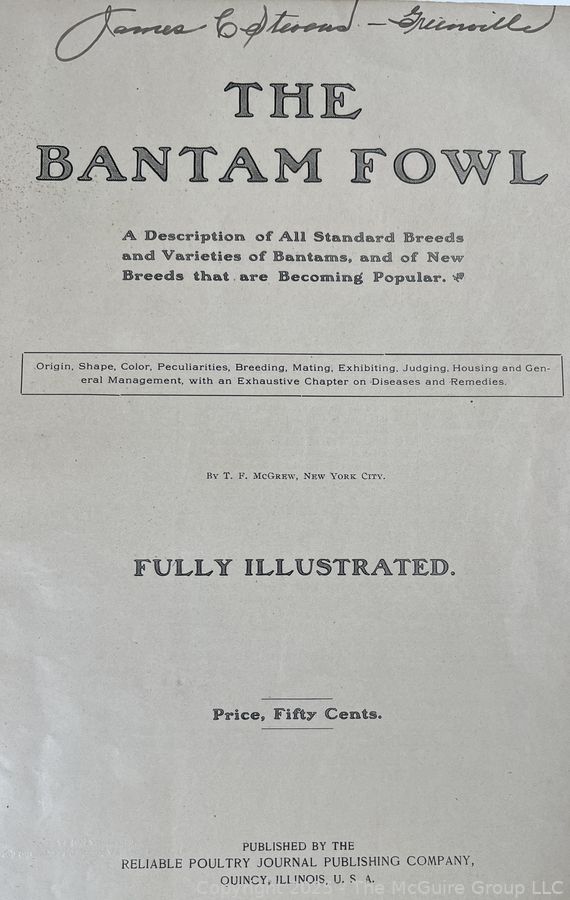 James C Stevens - Greenville
THE
BANTAM FOWL
A Description of All Standard Breeds
and Varieties of Bantams, and of New
Breeds that are Becoming Popular.
Origin, Shape, Color, Peculiarities, Breeding, Mating, Exhibiting, Judging, Housing and Gen-
eral Management, with an Exhaustive Chapter on Diseases and Remedies.
By T. F. McGrew, New York City.
FULLY ILLUSTRATED.
Price, Fifty Cents.
PUBLISHED BY THE
RELIABLE POULTRY JOURNAL PUBLISHING COMPANY,
QUINCY, ILLINOIS, U. S. A.
Copyright 2023 - The McGuire Group LLC